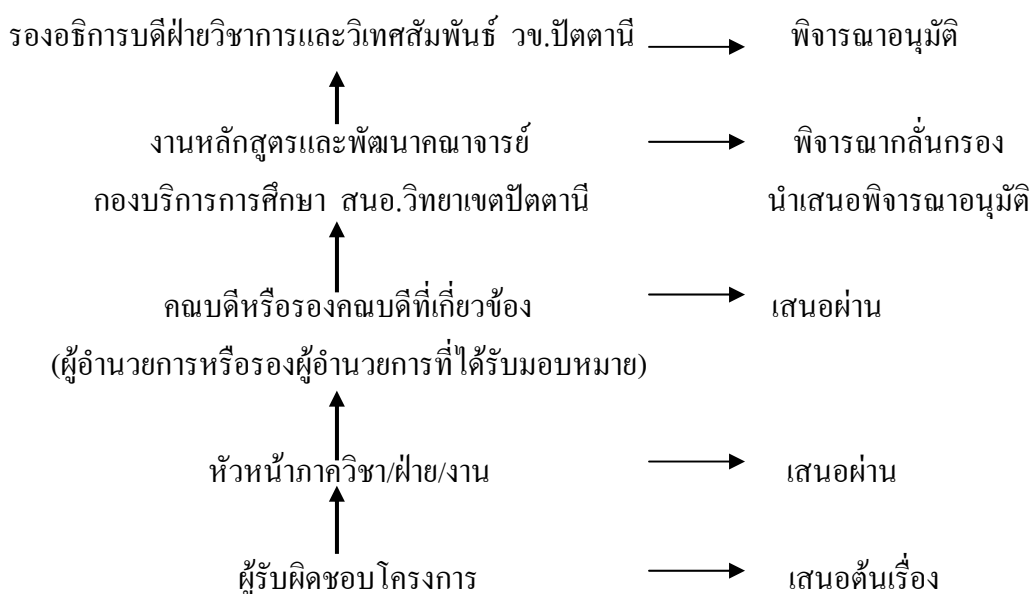 รองอธิการบดีฝ่ายวิชาการและวิเทศสัมพันธ์ วข.ปัตตานี พิจารณาอนุมัติ
งานหลักสูตรและพัฒนาคณาจารย์ พิจารณากลั่นกรอง
กองบริการการศึกษา สนอ.วิทยาเขตปัตตานี นำเสนอพิจารณาอนุมัติ
คณบดีหรือรองคณบดีที่เกี่ยวข้อง เสนอผ่าน
(ผู้อำนวยการหรือรองผู้อำนวยการที่ได้รับมอบหมาย)
หัวหน้าภาควิชา/ฝ่าย/งาน เสนอผ่าน
ผู้รับผิดชอบโครงการ เสนอต้นเรื่อง